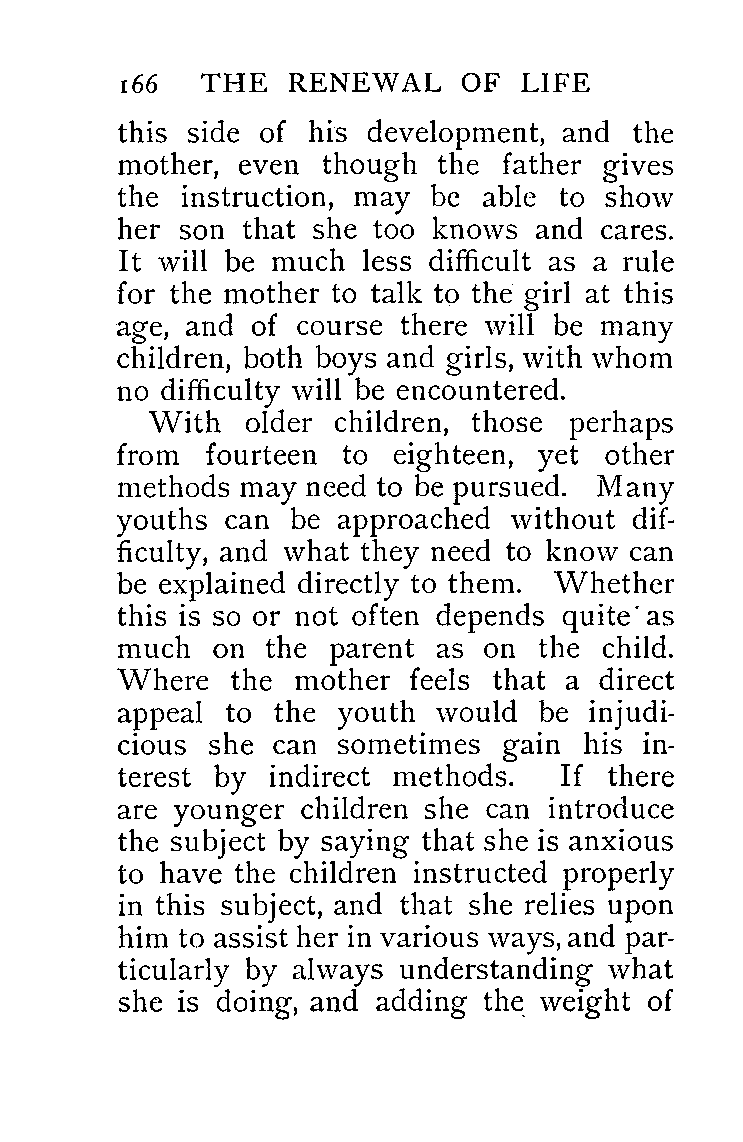 166 THE RENEWAL OF LIFE
this side of his development, and the
mother, even though the father gives
the instruction, may be able to show
her son that she too knows and cares.
It will be much less difficult as a rule
for the mother to talk to the girl at this
age, and of course there will be many
children, both boys and girls, with whom
no difficulty will be encountered.
With older children, those perhaps
from fourteen to eighteen, yet other
methods may need to be pursued. Many
youths can be approached without dif-
ficulty, and what they need to know can
be explained directly to them. Whether
this is so or not often depends quite as
much on the parent as on the child.
Where the mother feels that a direct
appeal to the youth would be injudi-
cious she can sometimes gain his in-
terest by indirect methods. If there
are younger children she can introduce
the subject by saying that she is anxious
to have the children instructed properly
in this subject, and that she relies upon
him to assist her in various ways, and par-
ticularly by always understanding what
she is doing, and adding the weight of